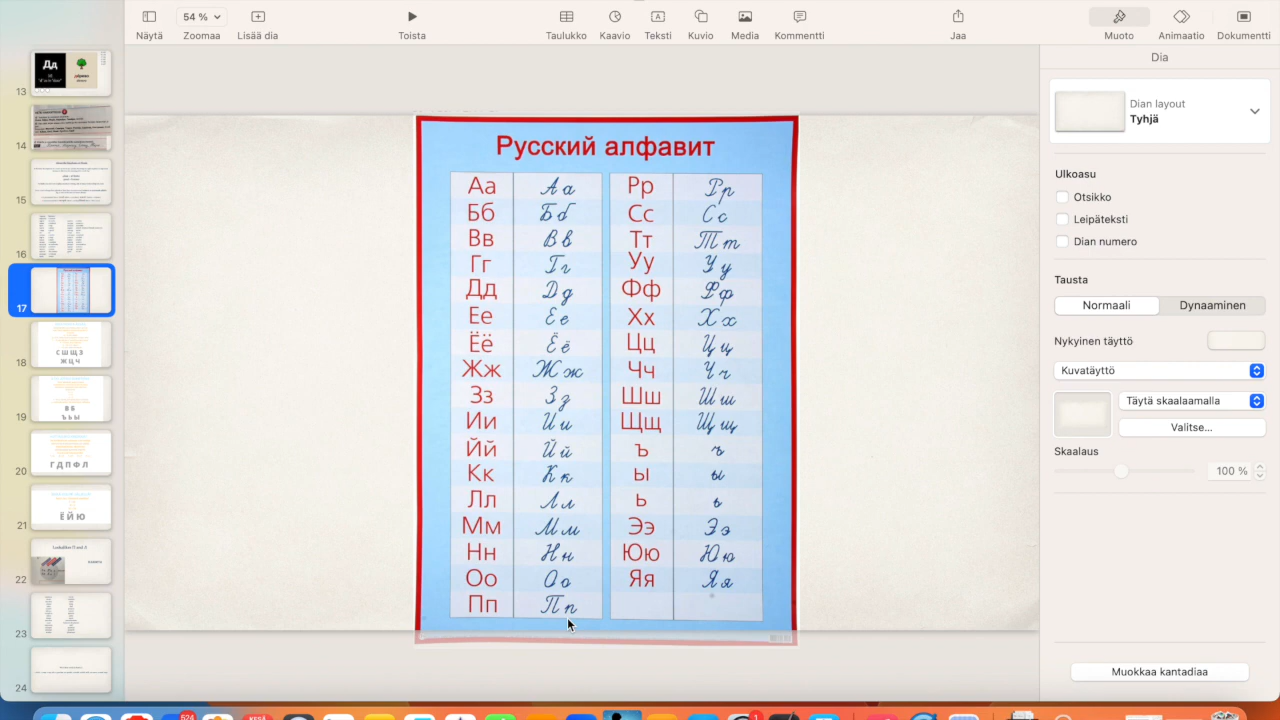 54 %
Näytä
Zoomaa
Lisää dia
Toista
Taulukko
Kaavio
Teksti
Kuvio
Media
Kommentti
Jaa
Muoto
Animaatio
Dokumentti
13
Дд
14
15
16
17
18
С Ш Щ З
Ж Ц Ч
19
В Б
Ъ Ь Ы
20
Г Д П Ф Л
21
Ё Й Ю
22
23
24
Русский алфавит
Аа Аа Рр Рр
Бб Бб Сс Сс
Вв Вв Тт Тт
Гг Гг Уу Уу
Дд Дд Фф Фф
Ее Ее Хх Хх
Ёё Ёё Цц Цц
Жж Жж Чч Чч
Зз Зз Шш Шш
Ии Ии Щщ Щщ
Йй Йй ъ ъ
Кк Кк ы ы
Лл Лл ь ь
Мм Мм Ээ Ээ
Нн Нн Юю Юю
Оо Оо Яя Яя
Пп Пп
Dia
Dian layout
Tyhjä
Ulkoasu
Otsikko
Leipäteksti
Dian numero
Tausta
Normaali
Dynaaminen
Nykyinen täyttö
Kuvatäyttö
Täytä skaalaamalla
Valitse...
Skaalaus
100 %
Muokkaa kantadiaa
524